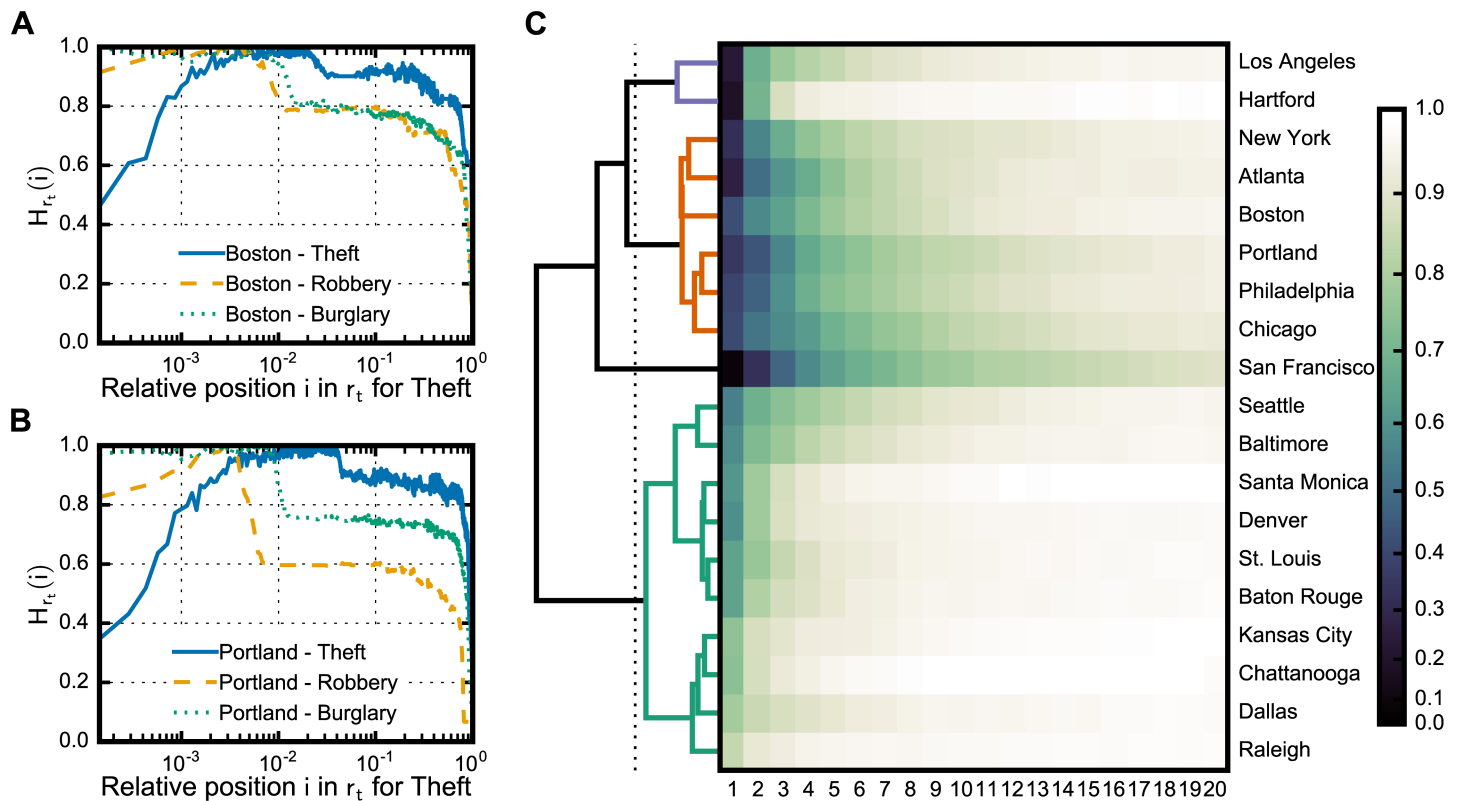 A
1.0
0.8
0.6
0.4
0.2
0.0
H_{r_t}(i)
Boston - Theft
Boston - Robbery
Boston - Burglary
10^{-3} 10^{-2} 10^{-1} 10^{0}
Relative position i in r_t for Theft
B
1.0
0.8
0.6
0.4
0.2
0.0
H_{r_t}(i)
Portland - Theft
Portland - Robbery
Portland - Burglary
10^{-3} 10^{-2} 10^{-1} 10^{0}
Relative position i in r_t for Theft
C
Los Angeles
Hartford
New York
Atlanta
Boston
Portland
Philadelphia
Chicago
San Francisco
Seattle
Baltimore
Santa Monica
Denver
St. Louis
Baton Rouge
Kansas City
Chattanooga
Dallas
Raleigh
1 2 3 4 5 6 7 8 9 10 11 12 13 14 15 16 17 18 19 20
1.0
0.9
0.8
0.7
0.6
0.5
0.4
0.3
0.2
0.1
0.0